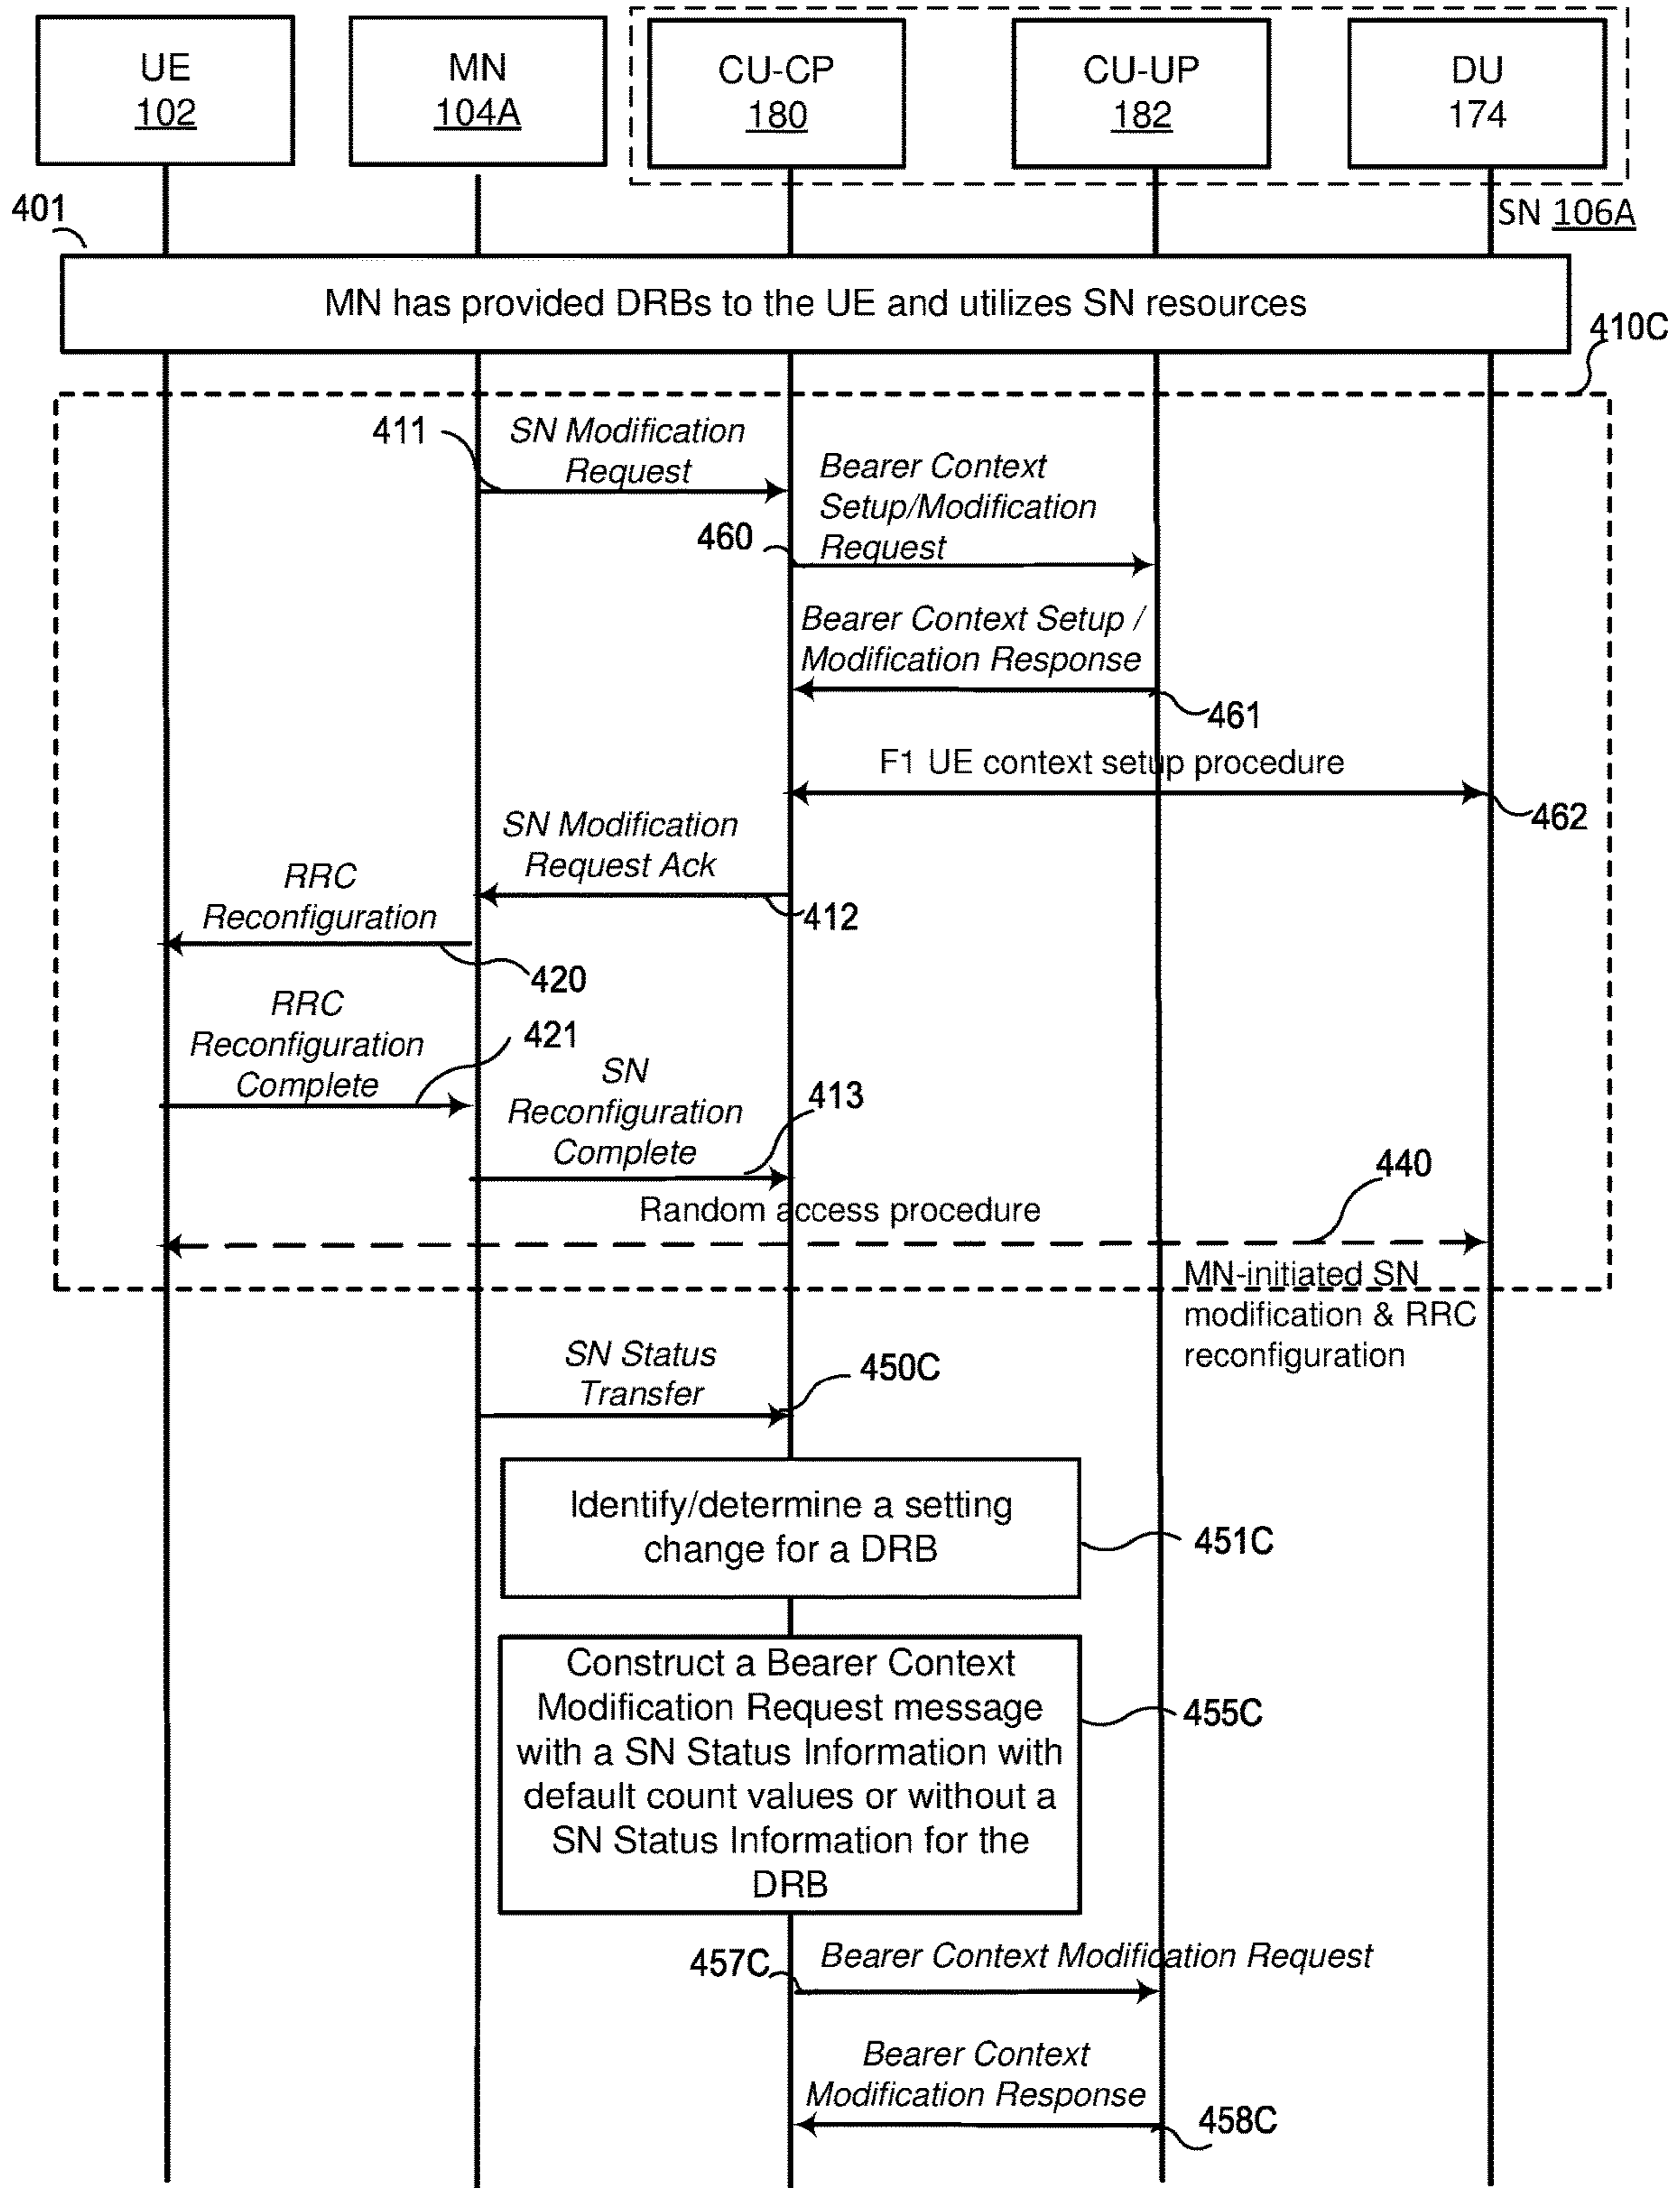 UE
102
MN
104A
CU-CP
180
CU-UP
182
DU
174
SN 106A
401
MN has provided DRBs to the UE and utilizes SN resources
410C
411
SN Modification
Request
460
Bearer Context
Setup/Modification
Request
Bearer Context Setup /
Modification Response
461
F1 UE context setup procedure
462
SN Modification
Request Ack
412
RRC
Reconfiguration
420
RRC
Reconfiguration
Complete
421
SN
Reconfiguration
Complete
413
Random access procedure
440
MN-initiated SN
modification & RRC
reconfiguration
SN Status
Transfer
450C
Identify/determine a setting
change for a DRB
451C
Construct a Bearer Context
Modification Request message
with a SN Status Information with
default count values or without a
SN Status Information for the
DRB
455C
457C
Bearer Context Modification Request
Bearer Context
Modification Response
458C